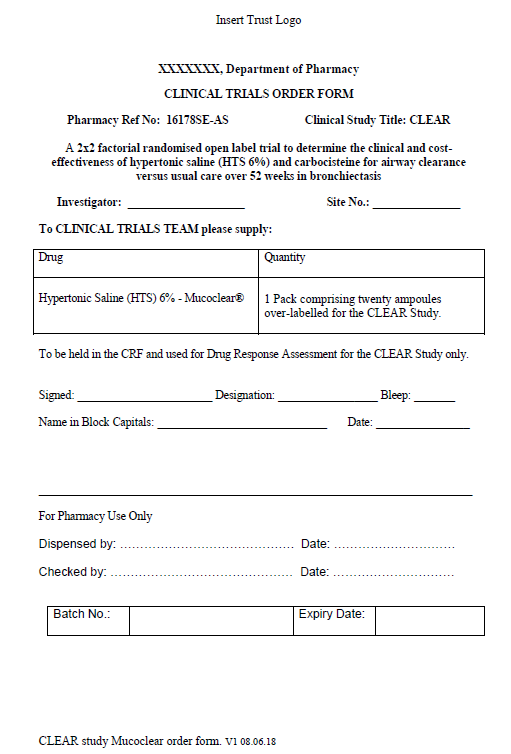 Insert Trust Logo
XXXXXXX, Department of Pharmacy
CLINICAL TRIALS ORDER FORM
Pharmacy Ref No: 16178SE-AS Clinical Study Title: CLEAR
A 2x2 factorial randomised open label trial to determine the clinical and cost-
effectiveness of hypertonic saline (HTS 6%) and carbocisteine for airway clearance
versus usual care over 52 weeks in bronchiectasis
Investigator: ____________________ Site No.: _______________
To CLINICAL TRIALS TEAM please supply:
Drug Quantity
Hypertonic Saline (HTS) 6% - Mucoclear® 1 Pack comprising twenty ampoules
over-labelled for the CLEAR Study.
To be held in the CRF and used for Drug Response Assessment for the CLEAR Study only.
Signed: _______________________ Designation: _________________ Bleep: _______
Name in Block Capitals: _____________________________ Date: ________________
For Pharmacy Use Only
Dispensed by: …………………………………………… Date: ………………………………
Checked by: …………………………………………… Date: ………………………………
Batch No.: Expiry Date:
CLEAR study Mucoclear order form. V1 08.06.18